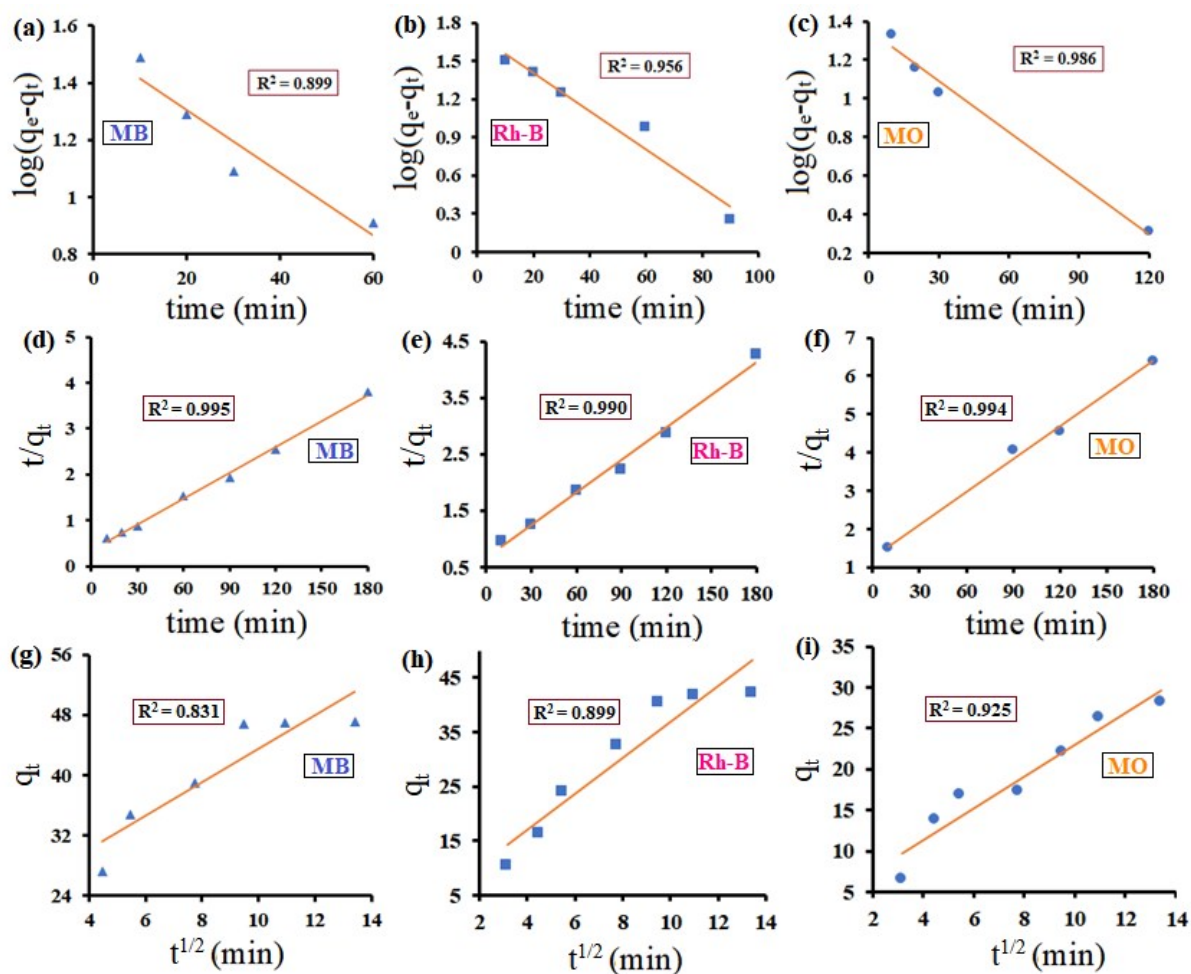 (a)
1.6
1.4
1.2
1
0.8
log(qe-qt)
R² = 0.899
MB
0 20 40 60
time (min)
(b)
1.8
1.5
1.2
0.9
0.6
0.3
0
log(qe-qt)
R² = 0.956
Rh-B
0 20 40 60 80 100
time (min)
(c)
1.4
1.2
1
0.8
0.6
0.4
0.2
log(qe-qt)
R² = 0.986
MO
0 30 60 90 120
time (min)
(d)
5
4
3
2
1
0
t/qt
R² = 0.995
MB
0 30 60 90 120 150 180
time (min)
(e)
4.5
3.5
2.5
1.5
0.5
t/qt
R² = 0.990
Rh-B
0 30 60 90 120 150 180
time (min)
(f)
7
6
5
4
3
2
1
t/qt
R² = 0.994
MO
0 30 60 90 120 150 180
time (min)
(g)
56
48
40
32
24
qt
R² = 0.831
MB
4 6 8 10 12 14
t1/2 (min)
(h)
45
35
25
15
5
qt
R² = 0.899
Rh-B
2 4 6 8 10 12 14
t1/2 (min)
(i)
35
30
25
20
15
10
5
qt
R² = 0.925
MO
2 4 6 8 10 12 14
t1/2 (min)